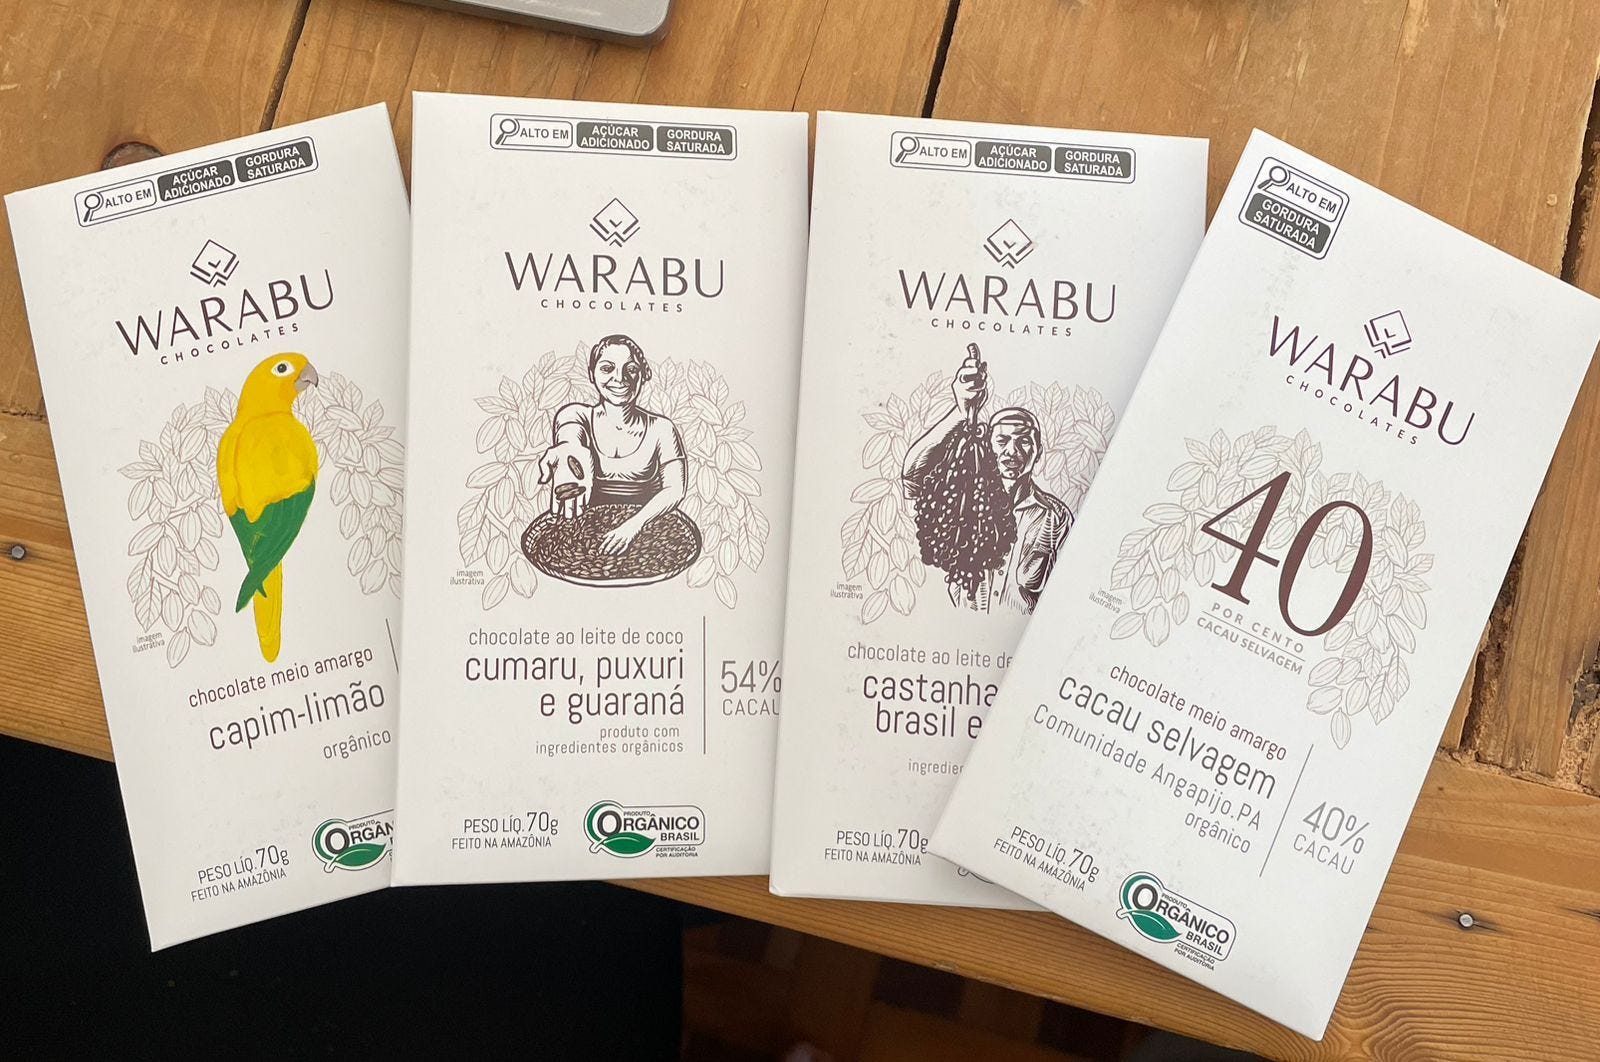 ALTO EM
AÇÚCAR ADICIONADO
GORDURA SATURADA
WARABU
CHOCOLATES
imagem
ilustrativa
chocolate meio amargo
capim-limão
orgânico
PESO LÍQ. 70g
FEITO NA AMAZÔNIA
PRODUTO
ALTO EM
AÇÚCAR ADICIONADO
GORDURA SATURADA
WARABU
CHOCOLATES
imagem
ilustrativa
chocolate ao leite de coco
cumaru, puxuri
e guaraná
produto com
ingredientes orgânicos
54%
CACAU
PESO LÍQ. 70g
FEITO NA AMAZÔNIA
PRODUTO
ORGÂNICO
BRASIL
CERTIFICAÇÃO
POR AUDITORIA
ALTO EM
AÇÚCAR ADICIONADO
GORDURA SATURADA
WARABU
CHOCOLATES
imagem
ilustrativa
chocolate ao leite de
castanha
brasil e
PESO LÍQ. 70g
FEITO NA AMAZÔNIA
ALTO EM
GORDURA
SATURADA
WARABU
CHOCOLATES
40
POR CENTO
CACAU SELVAGEM
imagem
ilustrativa
chocolate meio amargo
cacau selvagem
Comunidade Angapijo.PA
orgânico
40%
CACAU
PESO LÍQ. 70g
FEITO NA AMAZÔNIA
PRODUTO
ORGÂNICO
BRASIL
CERTIFICAÇÃO
POR AUDITORIA